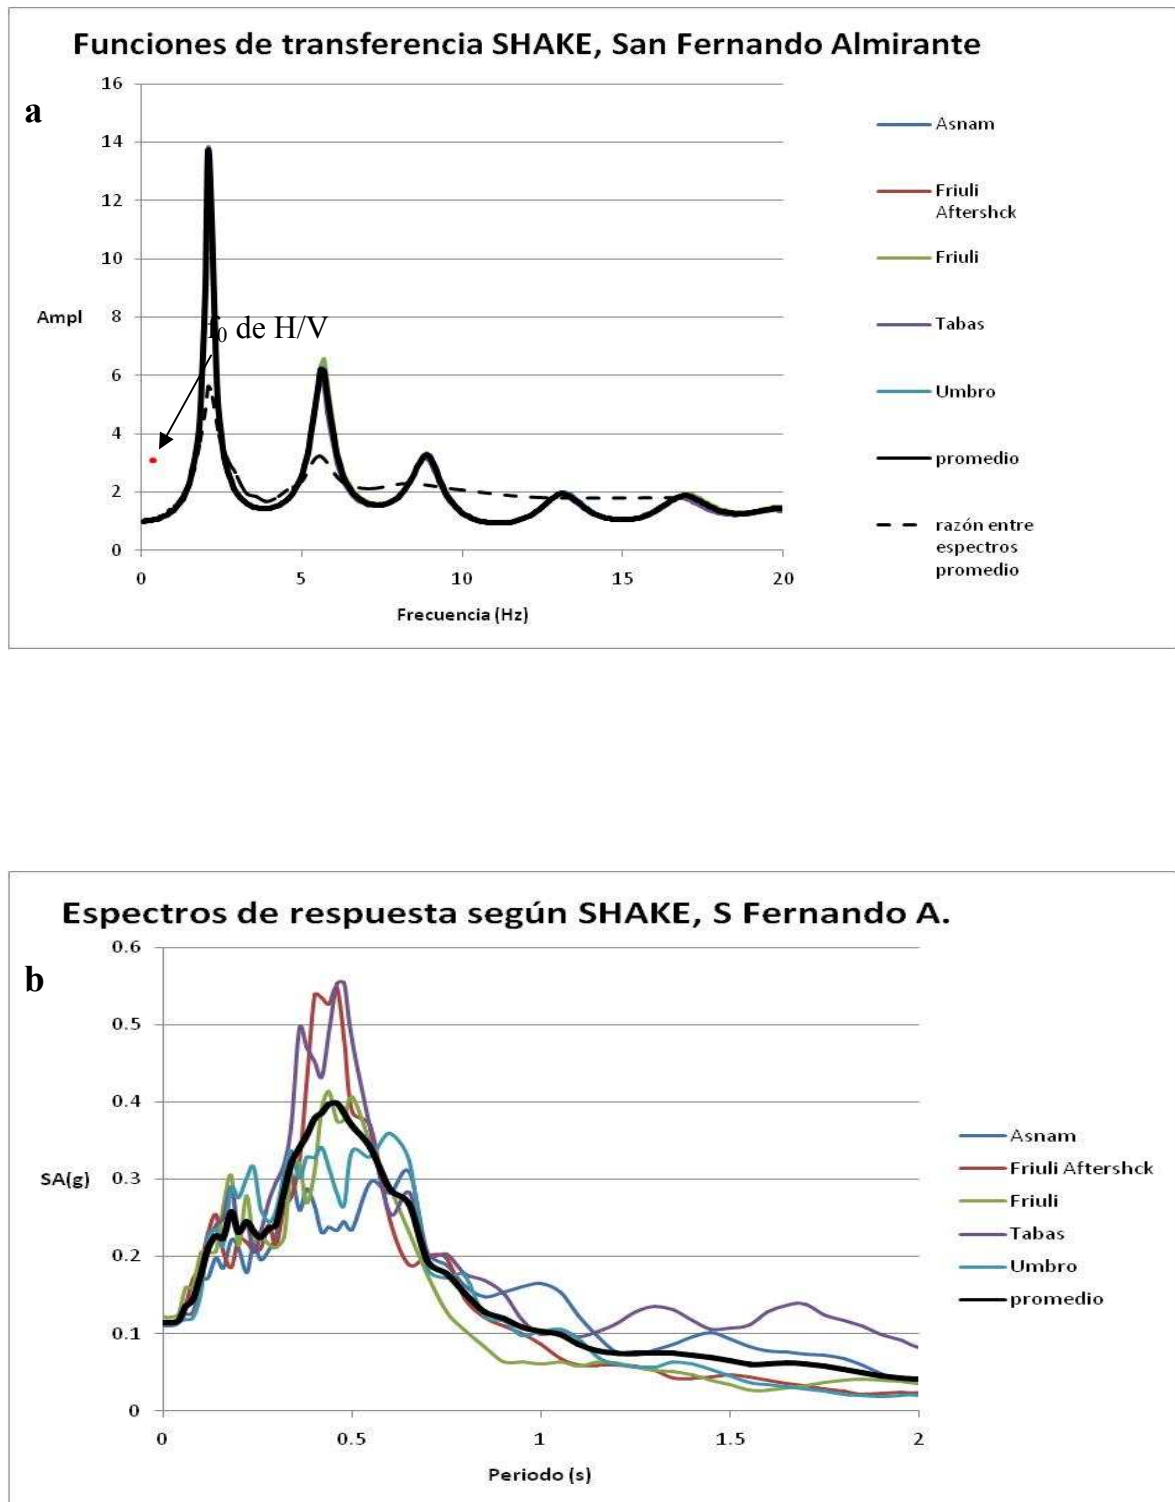 Funciones de transferencia SHAKE, San Fernando Almirante
a
16
14
12
10
8
6
4
2
0
Ampl
f0 de H/V
0 5 10 15 20
Frecuencia (Hz)
Asnam
Friuli
Aftershck
Friuli
Tabas
Umbro
promedio
razón entre
espectros
promedio
Espectros de respuesta según SHAKE, S Fernando A.
b
0.6
0.5
0.4
0.3
0.2
0.1
0
SA(g)
0 0.5 1 1.5 2
Periodo (s)
Asnam
Friuli Aftershck
Friuli
Tabas
Umbro
promedio